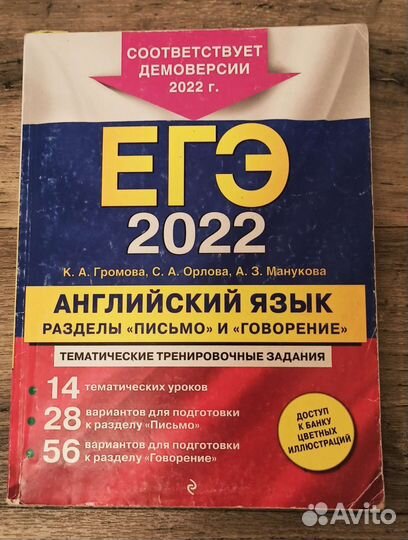 СООТВЕТСТВУЕТ
ДЕМОВЕРСИИ
2022 г.
ЕГЭ
2022
К. А. Громова, С. А. Орлова, А. З. Манукова
АНГЛИЙСКИЙ ЯЗЫК
РАЗДЕЛЫ «ПИСЬМО» И «ГОВОРЕНИЕ»
ТЕМАТИЧЕСКИЕ ТРЕНИРОВОЧНЫЕ ЗАДАНИЯ
14 тематических уроков
28 вариантов для подготовки
к разделу «Письмо»
56 вариантов для подготовки
к разделу «Говорение»
ДОСТУП
К БАНКУ
ЦВЕТНЫХ
ИЛЛЮСТРАЦИЙ
Avito